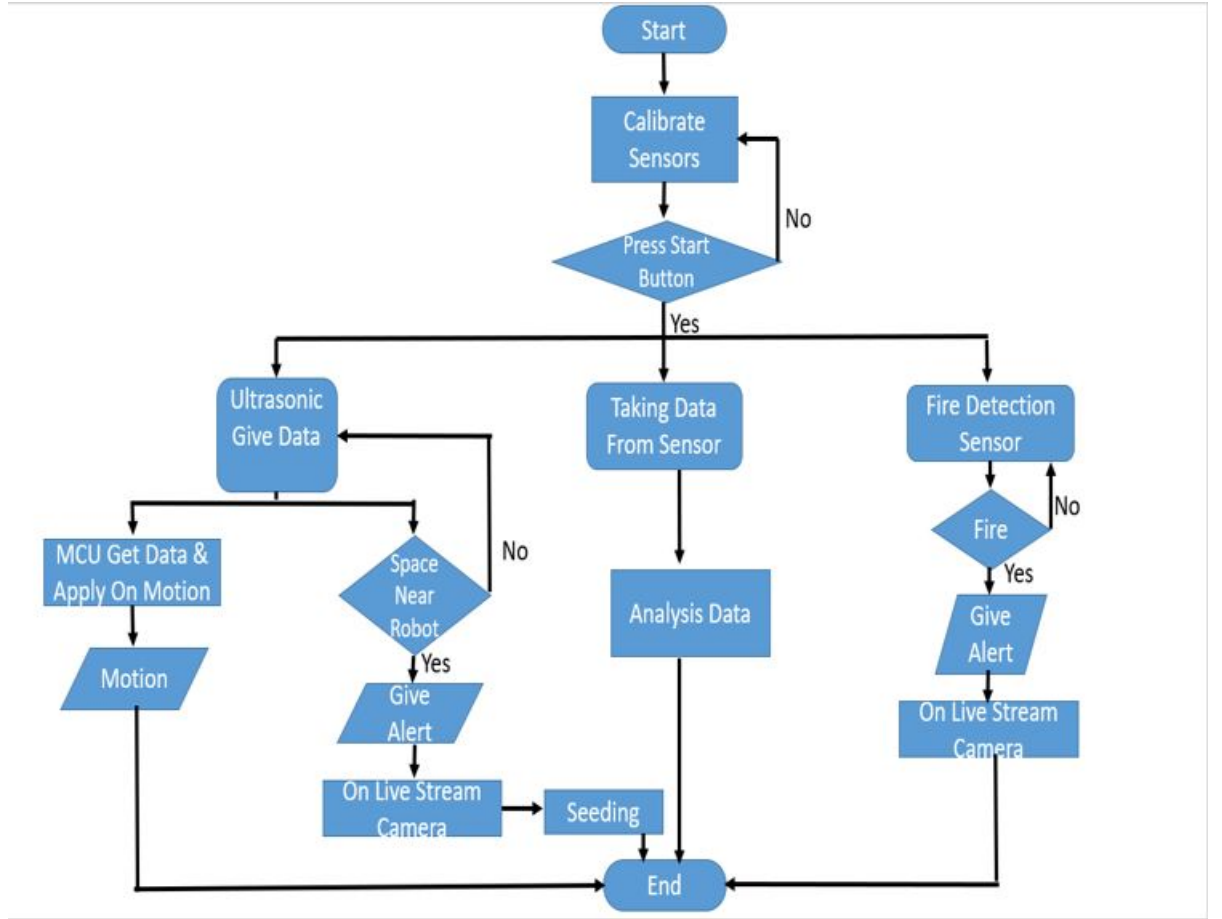 Start
Calibrate
Sensors
No
Press Start
Button
Yes
Ultrasonic
Give Data
Taking Data
From Sensor
Fire Detection
Sensor
No
Fire
Yes
MCU Get Data &
Apply On Motion
No
Space
Near
Robot
Yes
Analysis Data
Give
Alert
Motion
Give
Alert
On Live Stream
Camera
On Live Stream
Camera
Seeding
End